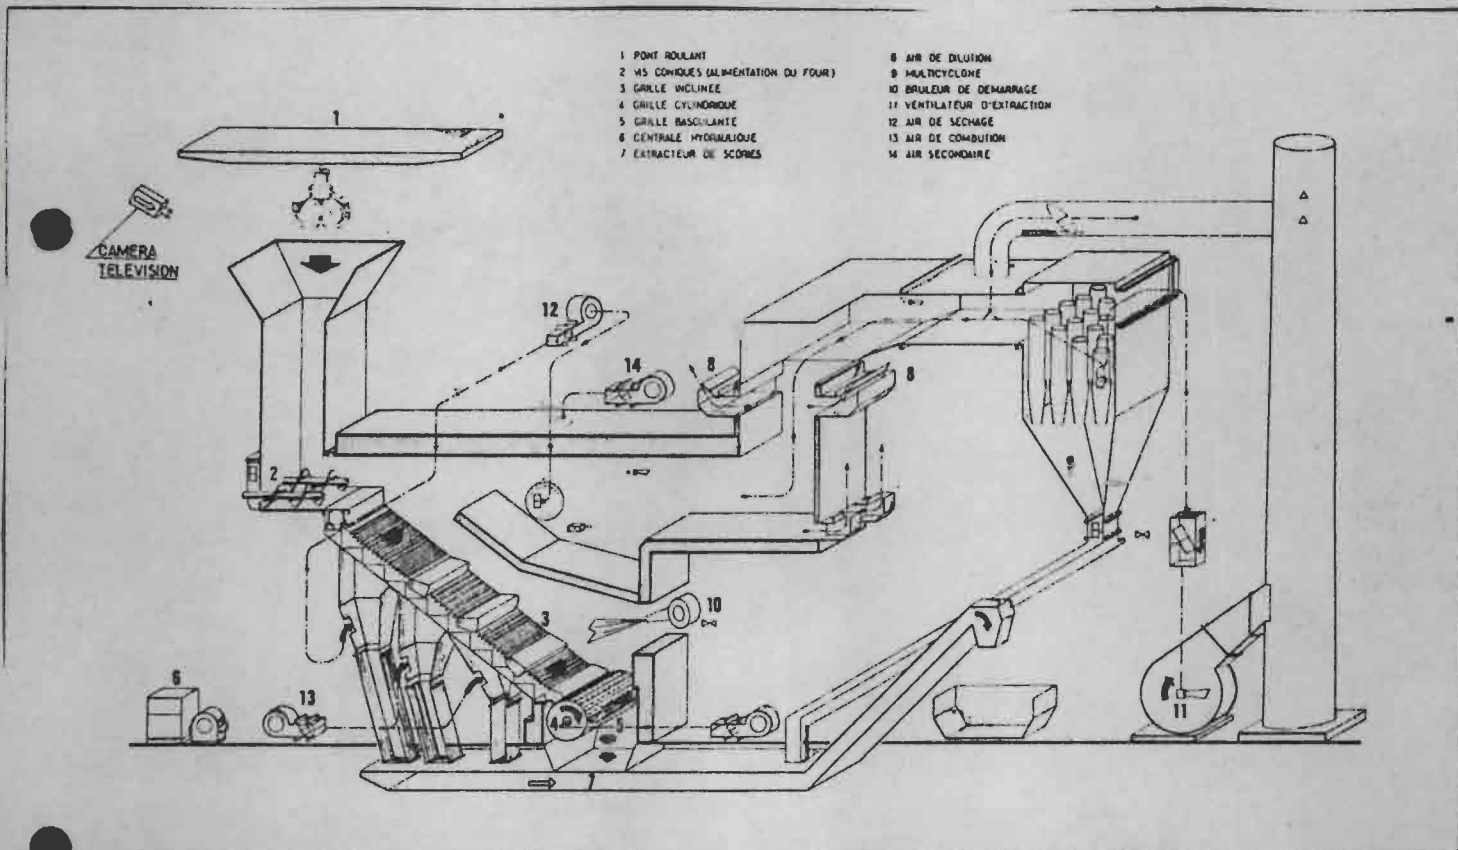 1 PONT ROULANT
2 VIS CONIQUES (ALIMENTATION DU FOUR)
3 GRILLE INCLINEE
4 GRILLE CYLINDRIQUE
5 GRILLE BASCULANTE
6 CENTRALE HYDRAULIQUE
7 EXTRACTEUR DE SCORIES
8 AIR DE DILUTION
9 MULTICYCLONE
10 BRULEUR DE DEMARRAGE
11 VENTILATEUR D'EXTRACTION
12 AIR DE SECHAGE
13 AIR DE COMBUTION
14 AIR SECONDAIRE
1
CAMERA
TELEVISION
12
14
8
8
2
9
10
3
6
13
4
5
11
7